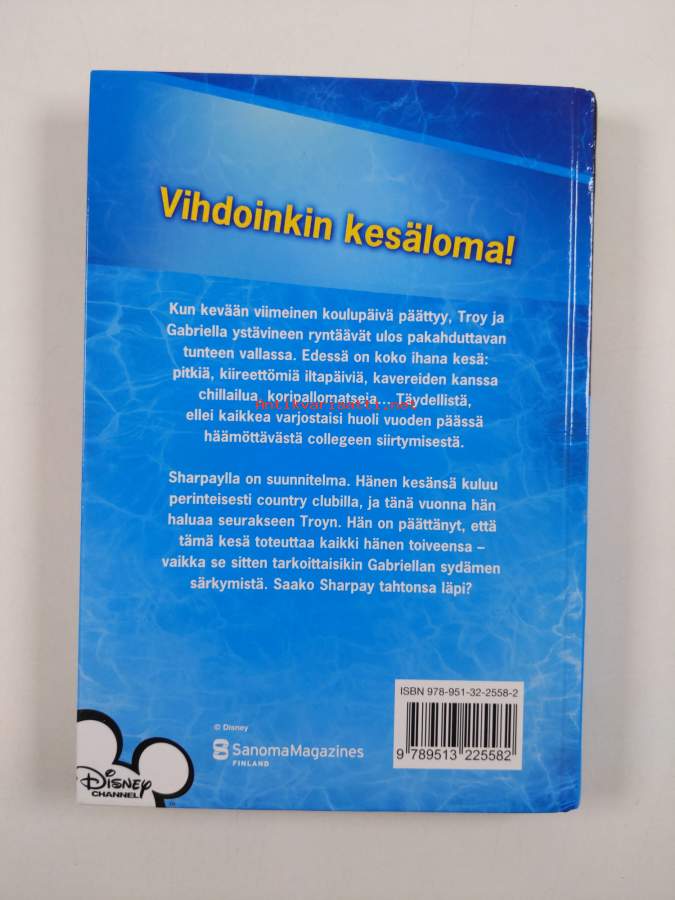 Vihdoinkin kesäloma!
Kun kevään viimeinen koulupäivä päättyy, Troy ja
Gabriella ystävineen ryntäävät ulos pakahduttavan
tunteen vallassa. Edessä on koko ihana kesä:
pitkiä, kiireettömiä iltapäiviä, kavereiden kanssa
chillailua, koripallomatseja... Täydellistä,
Antikvariaatti.net
ellei kaikkea varjostaisi huoli vuoden päässä
häämöttävästä collegeen siirtymisestä.
Sharpaylla on suunnitelma. Hänen kesänsä kuluu
perinteisesti country clubilla, ja tänä vuonna hän
haluaa seurakseen Troyn. Hän on päättänyt, että
tämä kesä toteuttaa kaikki hänen toiveensa –
vaikka se sitten tarkoittaisikin Gabriellan sydämen
särkymistä. Saako Sharpay tahtonsa läpi?
ISBN 978-951-32-2558-2
9 789513 225582
© Disney
SanomaMagazines
FINLAND
Disney
CHANNEL